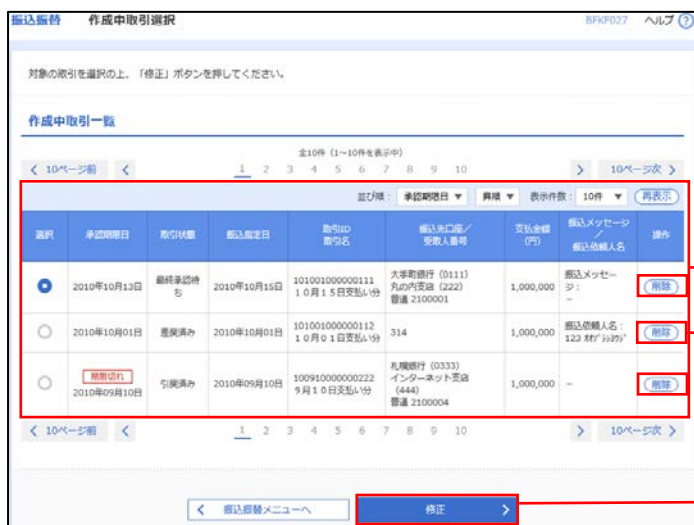 振込振替 作成中取引選択 BFKF027 ヘルプ ?
対象の取引を選択の上、「修正」ボタンを押してください。
作成中取引一覧
全10件（1～10件を表示中）
< 10ページ前 < 1 2 3 4 5 6 7 8 9 10 > 10ページ次 >
並び順： 承認期限日 ▼ 昇順 ▼ 表示件数： 10件 ▼ 再表示
選択 承認期限日 取引状態 振込指定日 取引ID 取引名 振込先口座／受取人番号 支払金額（円） 振込メッセージ／振込依頼人名 操作
2010年10月13日 最終承認待ち 2010年10月15日 101001000000111 １０月１５日支払い分 大手町銀行（0111） 丸の内支店（222） 普通 2100001 1,000,000 振込メッセージ： － 削除
2010年10月01日 差戻済み 2010年10月01日 101001000000112 １０月０１日支払い分 314 1,000,000 振込依頼人名： 123 削除
期限切れ 2010年09月10日 引戻済み 2010年09月10日 100910000000222 ９月１０日支払い分 札幌銀行（0333） インターネット支店（444） 普通 2100004 1,000,000 － 削除
< 10ページ前 < 1 2 3 4 5 6 7 8 9 10 > 10ページ次 >
< 振込振替メニューへ 修正 >